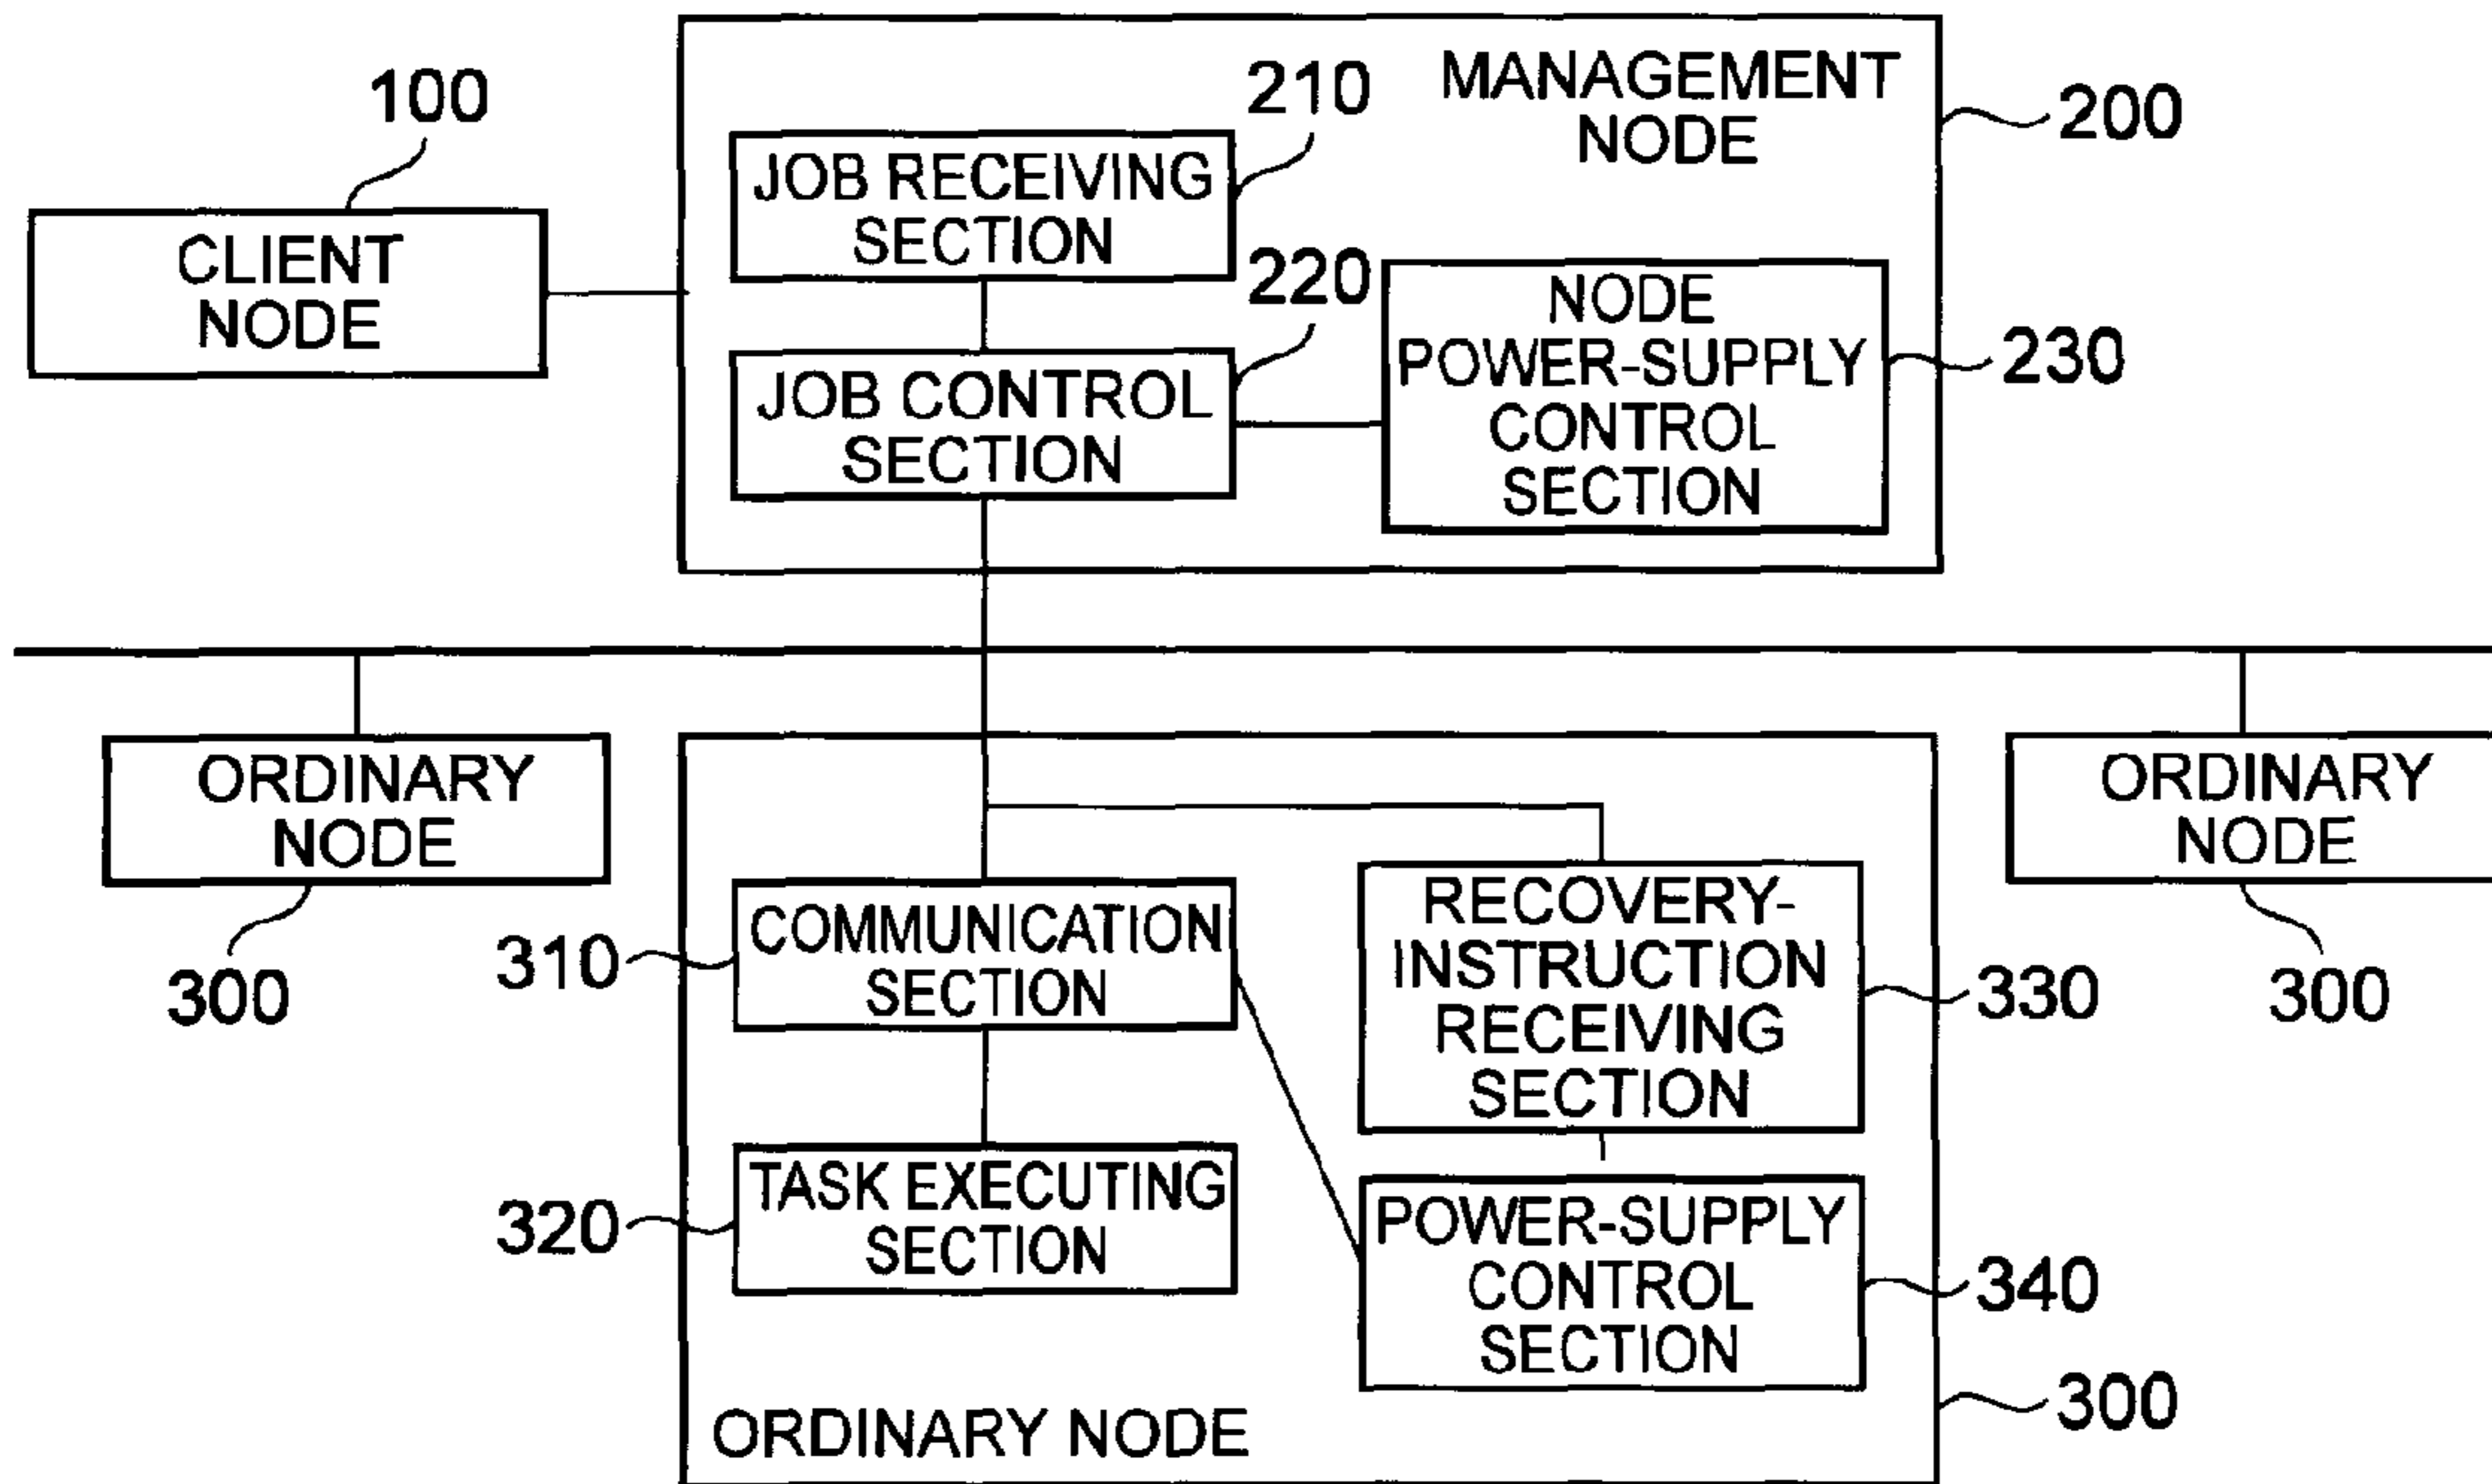 MANAGEMENT
NODE
200
100
210
JOB RECEIVING
SECTION
CLIENT
NODE
220
JOB CONTROL
SECTION
NODE
POWER-SUPPLY
CONTROL
SECTION
230
ORDINARY
NODE
300
ORDINARY
NODE
300
310
COMMUNICATION
SECTION
RECOVERY-
INSTRUCTION
RECEIVING
SECTION
330
320
TASK EXECUTING
SECTION
POWER-SUPPLY
CONTROL
SECTION
340
ORDINARY NODE
300